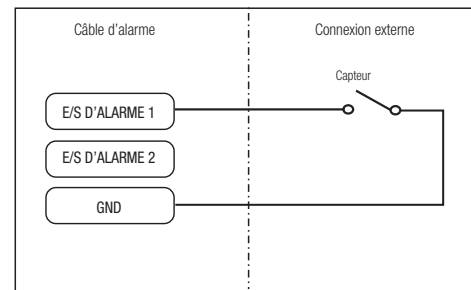 Câble d'alarme
Connexion externe
Capteur
E/S D'ALARME 1
E/S D'ALARME 2
GND